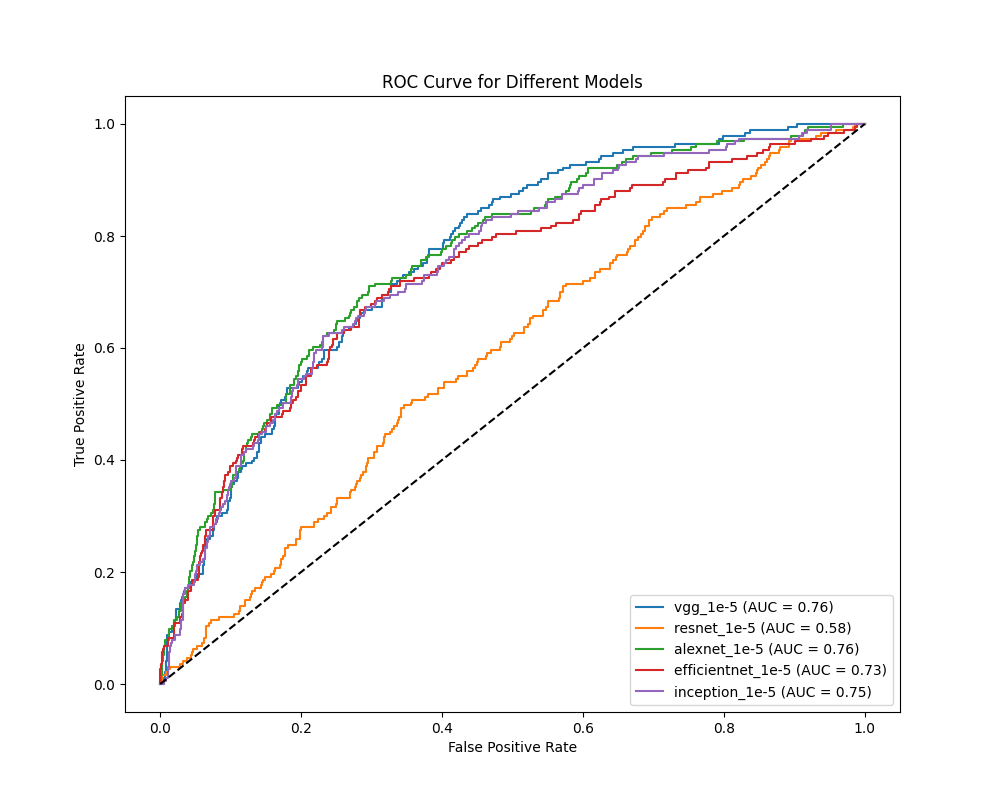 ROC Curve for Different Models
True Positive Rate
1.0
0.8
0.6
0.4
0.2
0.0
vgg_1e-5 (AUC = 0.76)
resnet_1e-5 (AUC = 0.58)
alexnet_1e-5 (AUC = 0.76)
efficientnet_1e-5 (AUC = 0.73)
inception_1e-5 (AUC = 0.75)
0.0 0.2 0.4 0.6 0.8 1.0
False Positive Rate